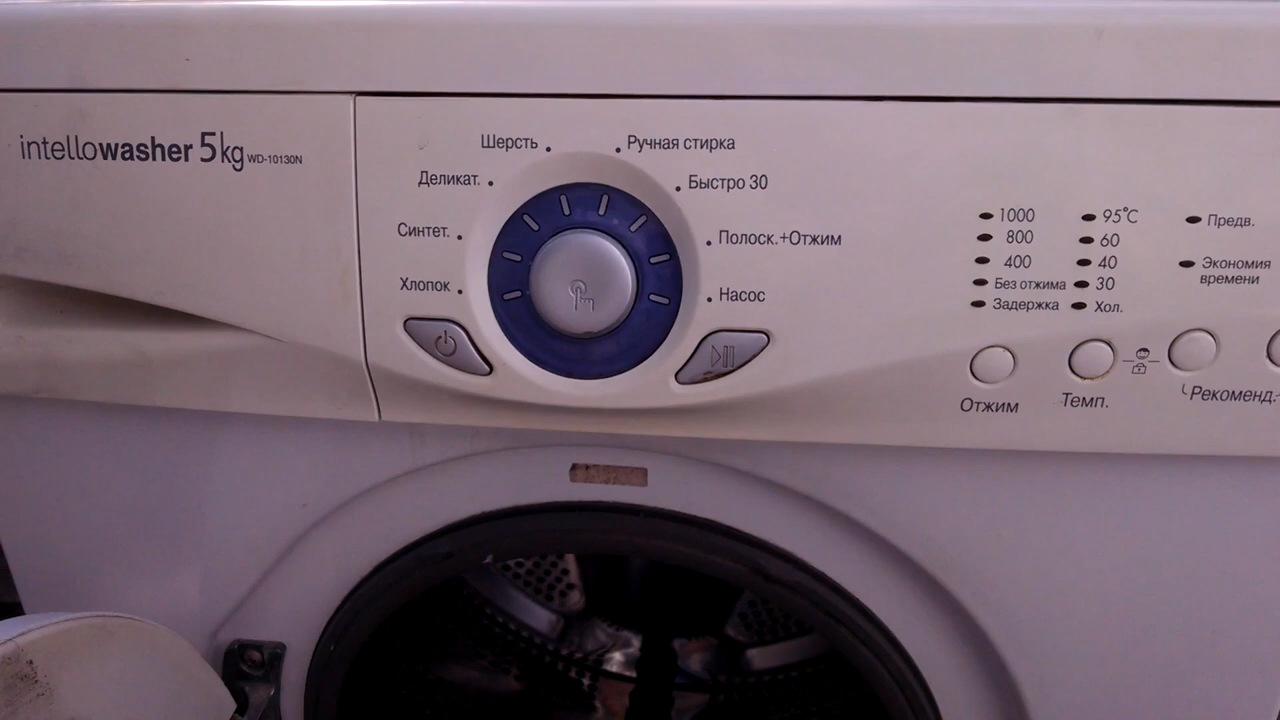 intellowasher 5kg WD-10130N
Шерсть
Ручная стирка
Деликат.
Быстро 30
Синтет.
Полоск.+Отжим
Хлопок
Насос
1000
800
400
Без отжима
Задержка
Отжим
95°C
60
40
30
Хол.
Темп.
Предв.
Экономия
времени
Рекоменд.